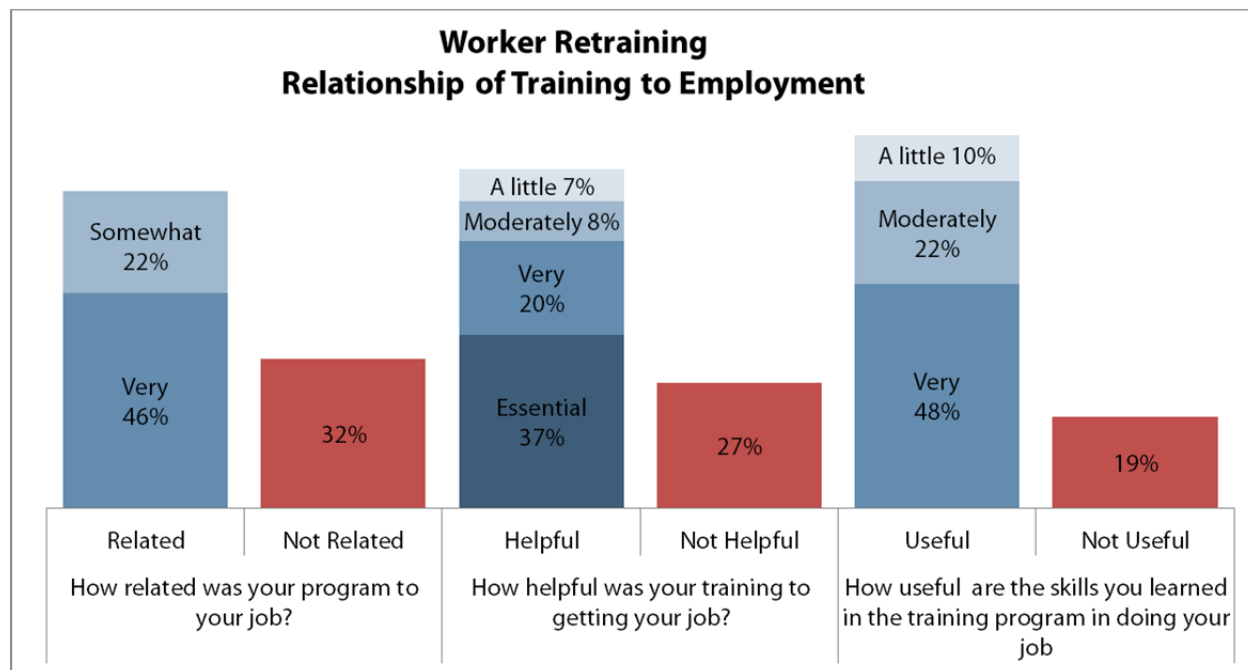 Worker Retraining
Relationship of Training to Employment
Somewhat
22%
Very
46%
32%
A little 7%
Moderately 8%
Very
20%
Essential
37%
27%
A little 10%
Moderately
22%
Very
48%
19%
Related
Not Related
Helpful
Not Helpful
Useful
Not Useful
How related was your program to
your job?
How helpful was your training to
getting your job?
How useful are the skills you learned
in the training program in doing your
job